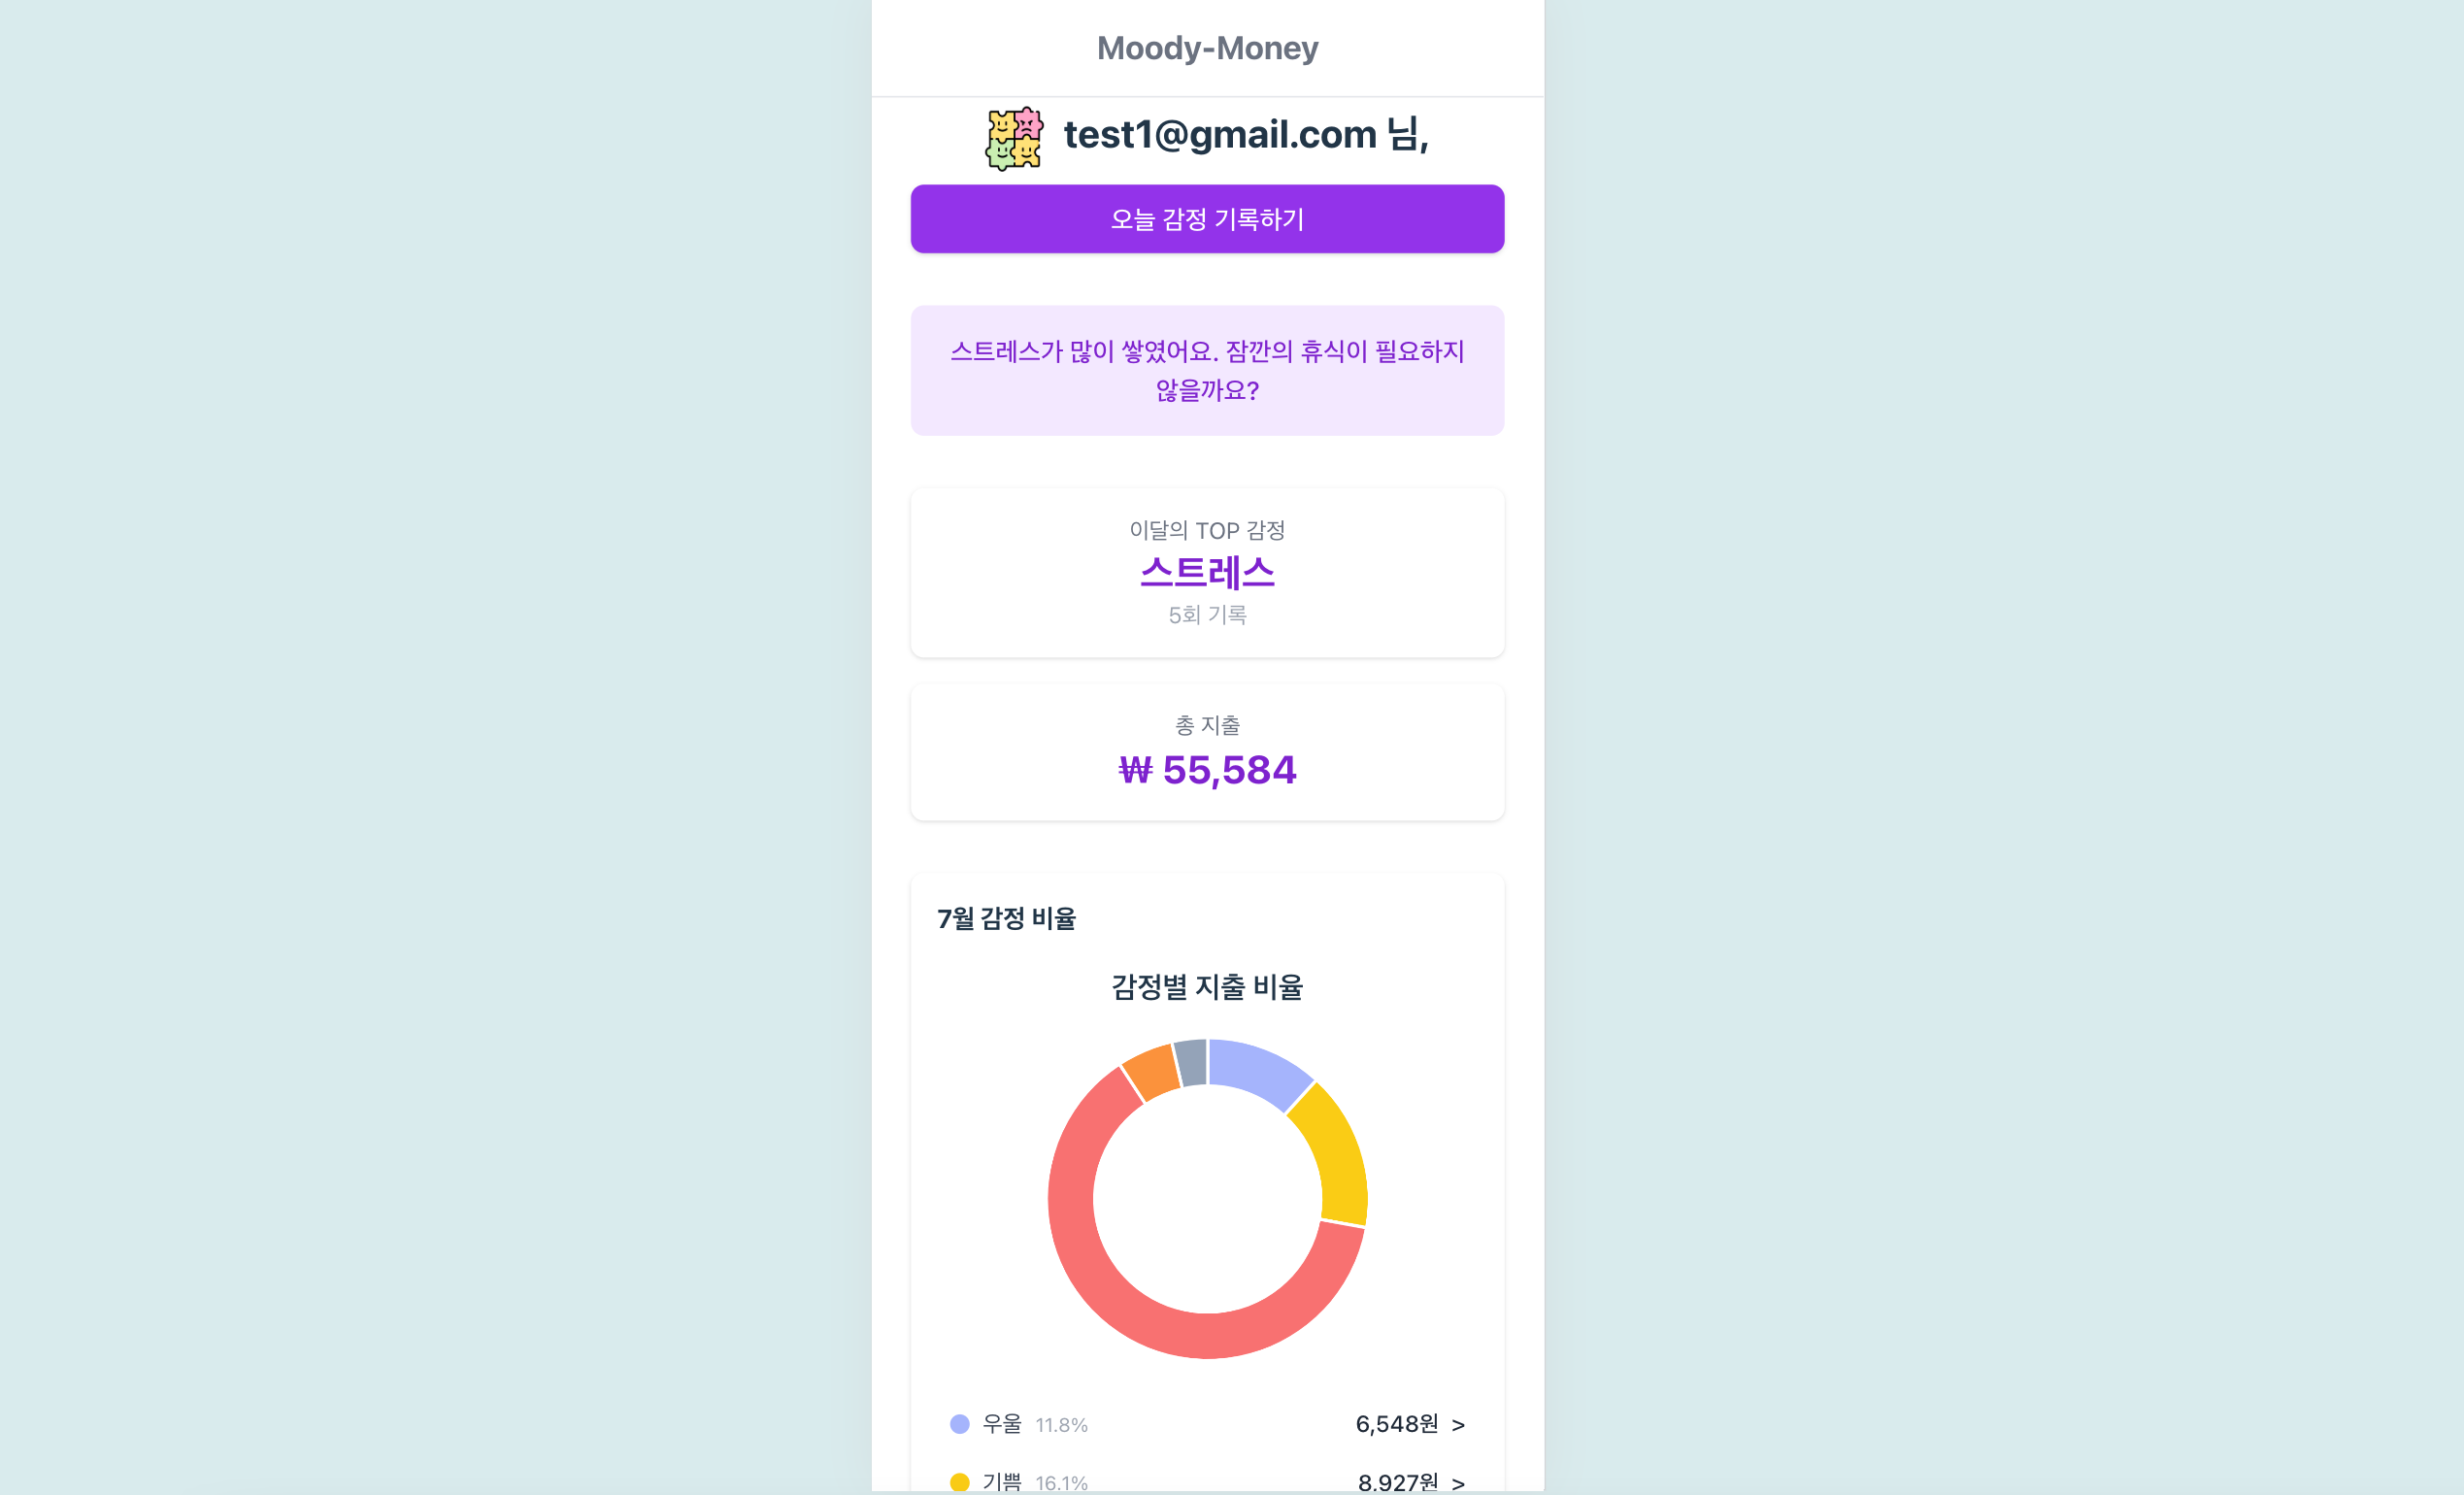 Moody-Money
test1@gmail.com 님,
오늘 감정 기록하기
스트레스가 많이 쌓였어요. 잠깐의 휴식이 필요하지
않을까요?
이달의 TOP 감정
스트레스
5회 기록
총 지출
₩ 55,584
7월 감정 비율
감정별 지출 비율
우울 11.8% 6,548원 >
기쁨 16.1% 8,927원 >